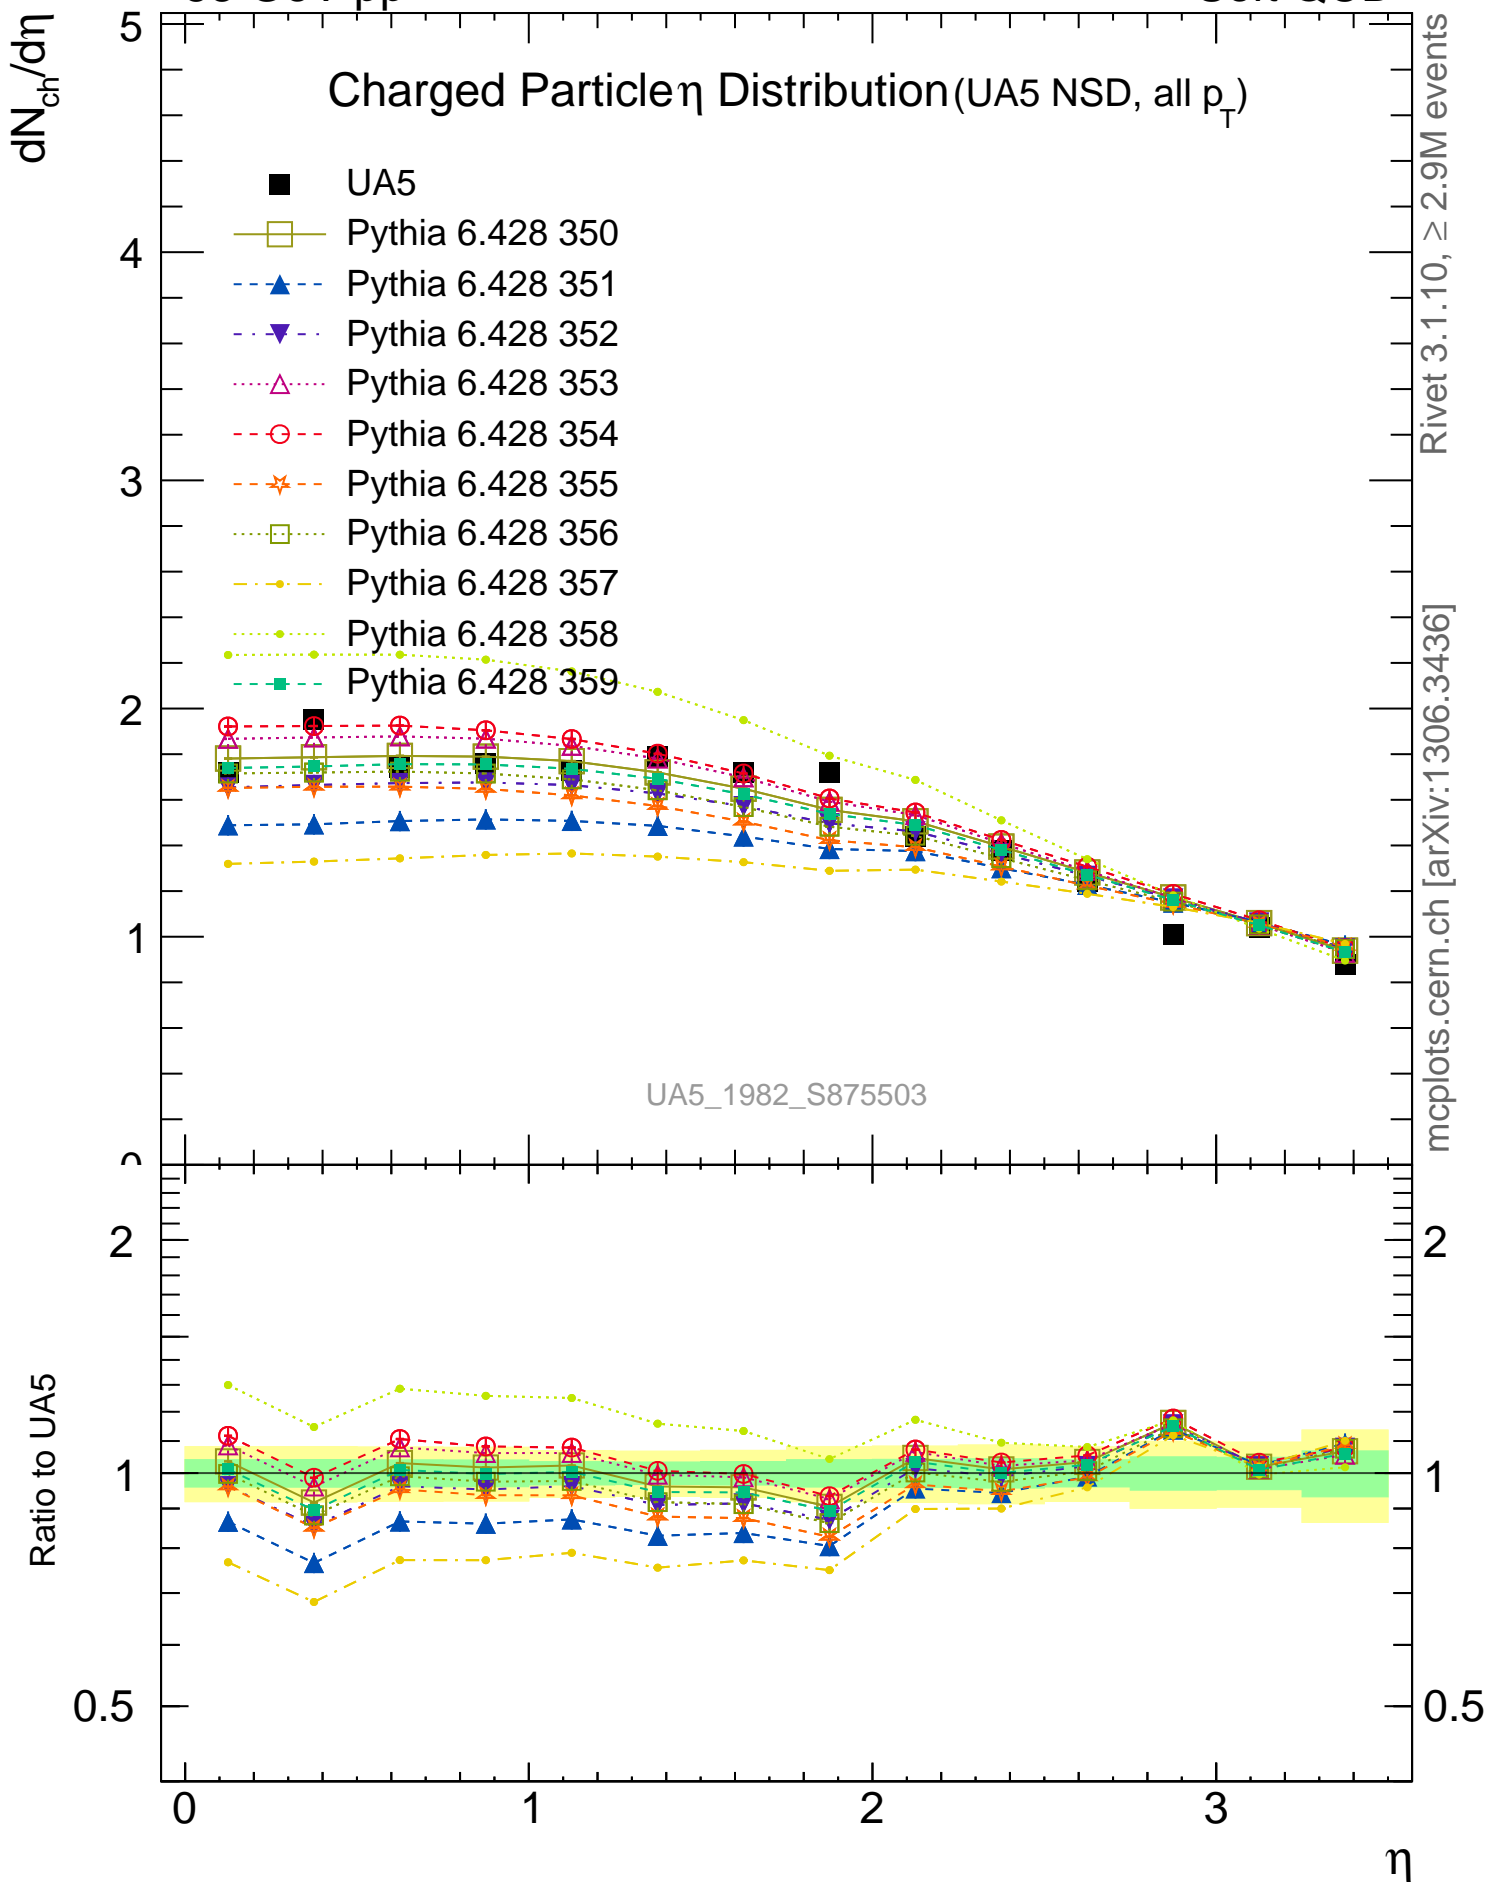 dN_ch/dη
5
4
3
2
1
Charged Particle η Distribution (UA5 NSD, all p_T)
UA5
Pythia 6.428 350
Pythia 6.428 351
Pythia 6.428 352
Pythia 6.428 353
Pythia 6.428 354
Pythia 6.428 355
Pythia 6.428 356
Pythia 6.428 357
Pythia 6.428 358
Pythia 6.428 359
UA5_1982_S875503
Rivet 3.1.10, ≥ 2.9M events
mcplots.cern.ch [arXiv:1306.3436]
Ratio to UA5
2
1
0.5
2
1
0.5
0
1
2
3
η